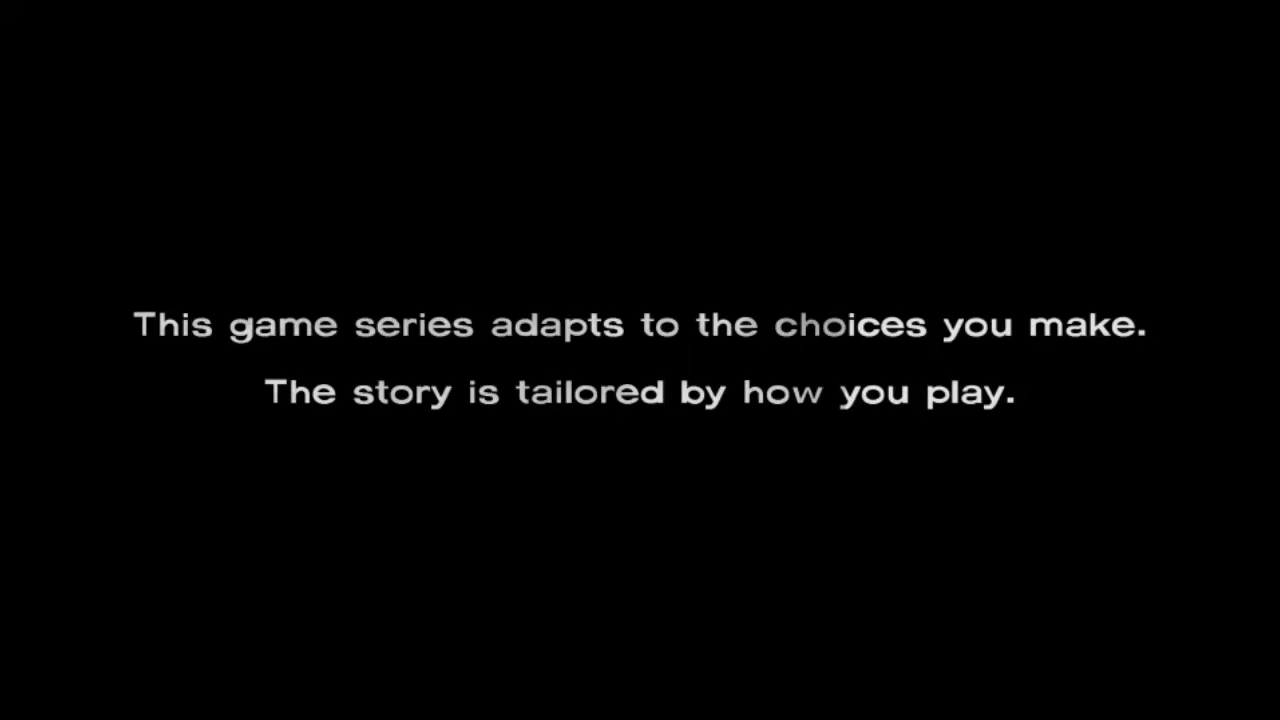 This game series adapts to the choices you make.
The story is tailored by how you play.